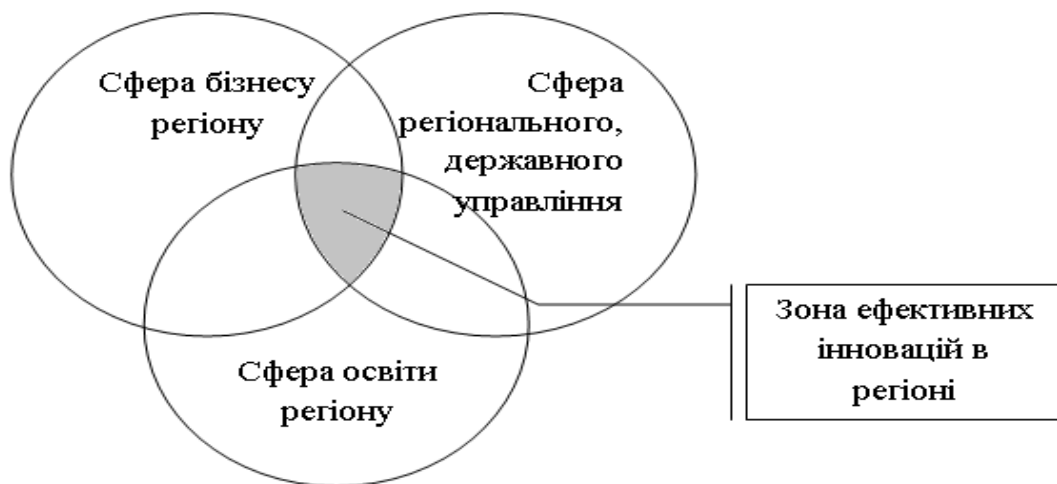 Сфера бізнесу
регіону
Сфера
регіонального,
державного
управління
Сфера освіти
регіону
Зона ефективних
інновацій в
регіоні